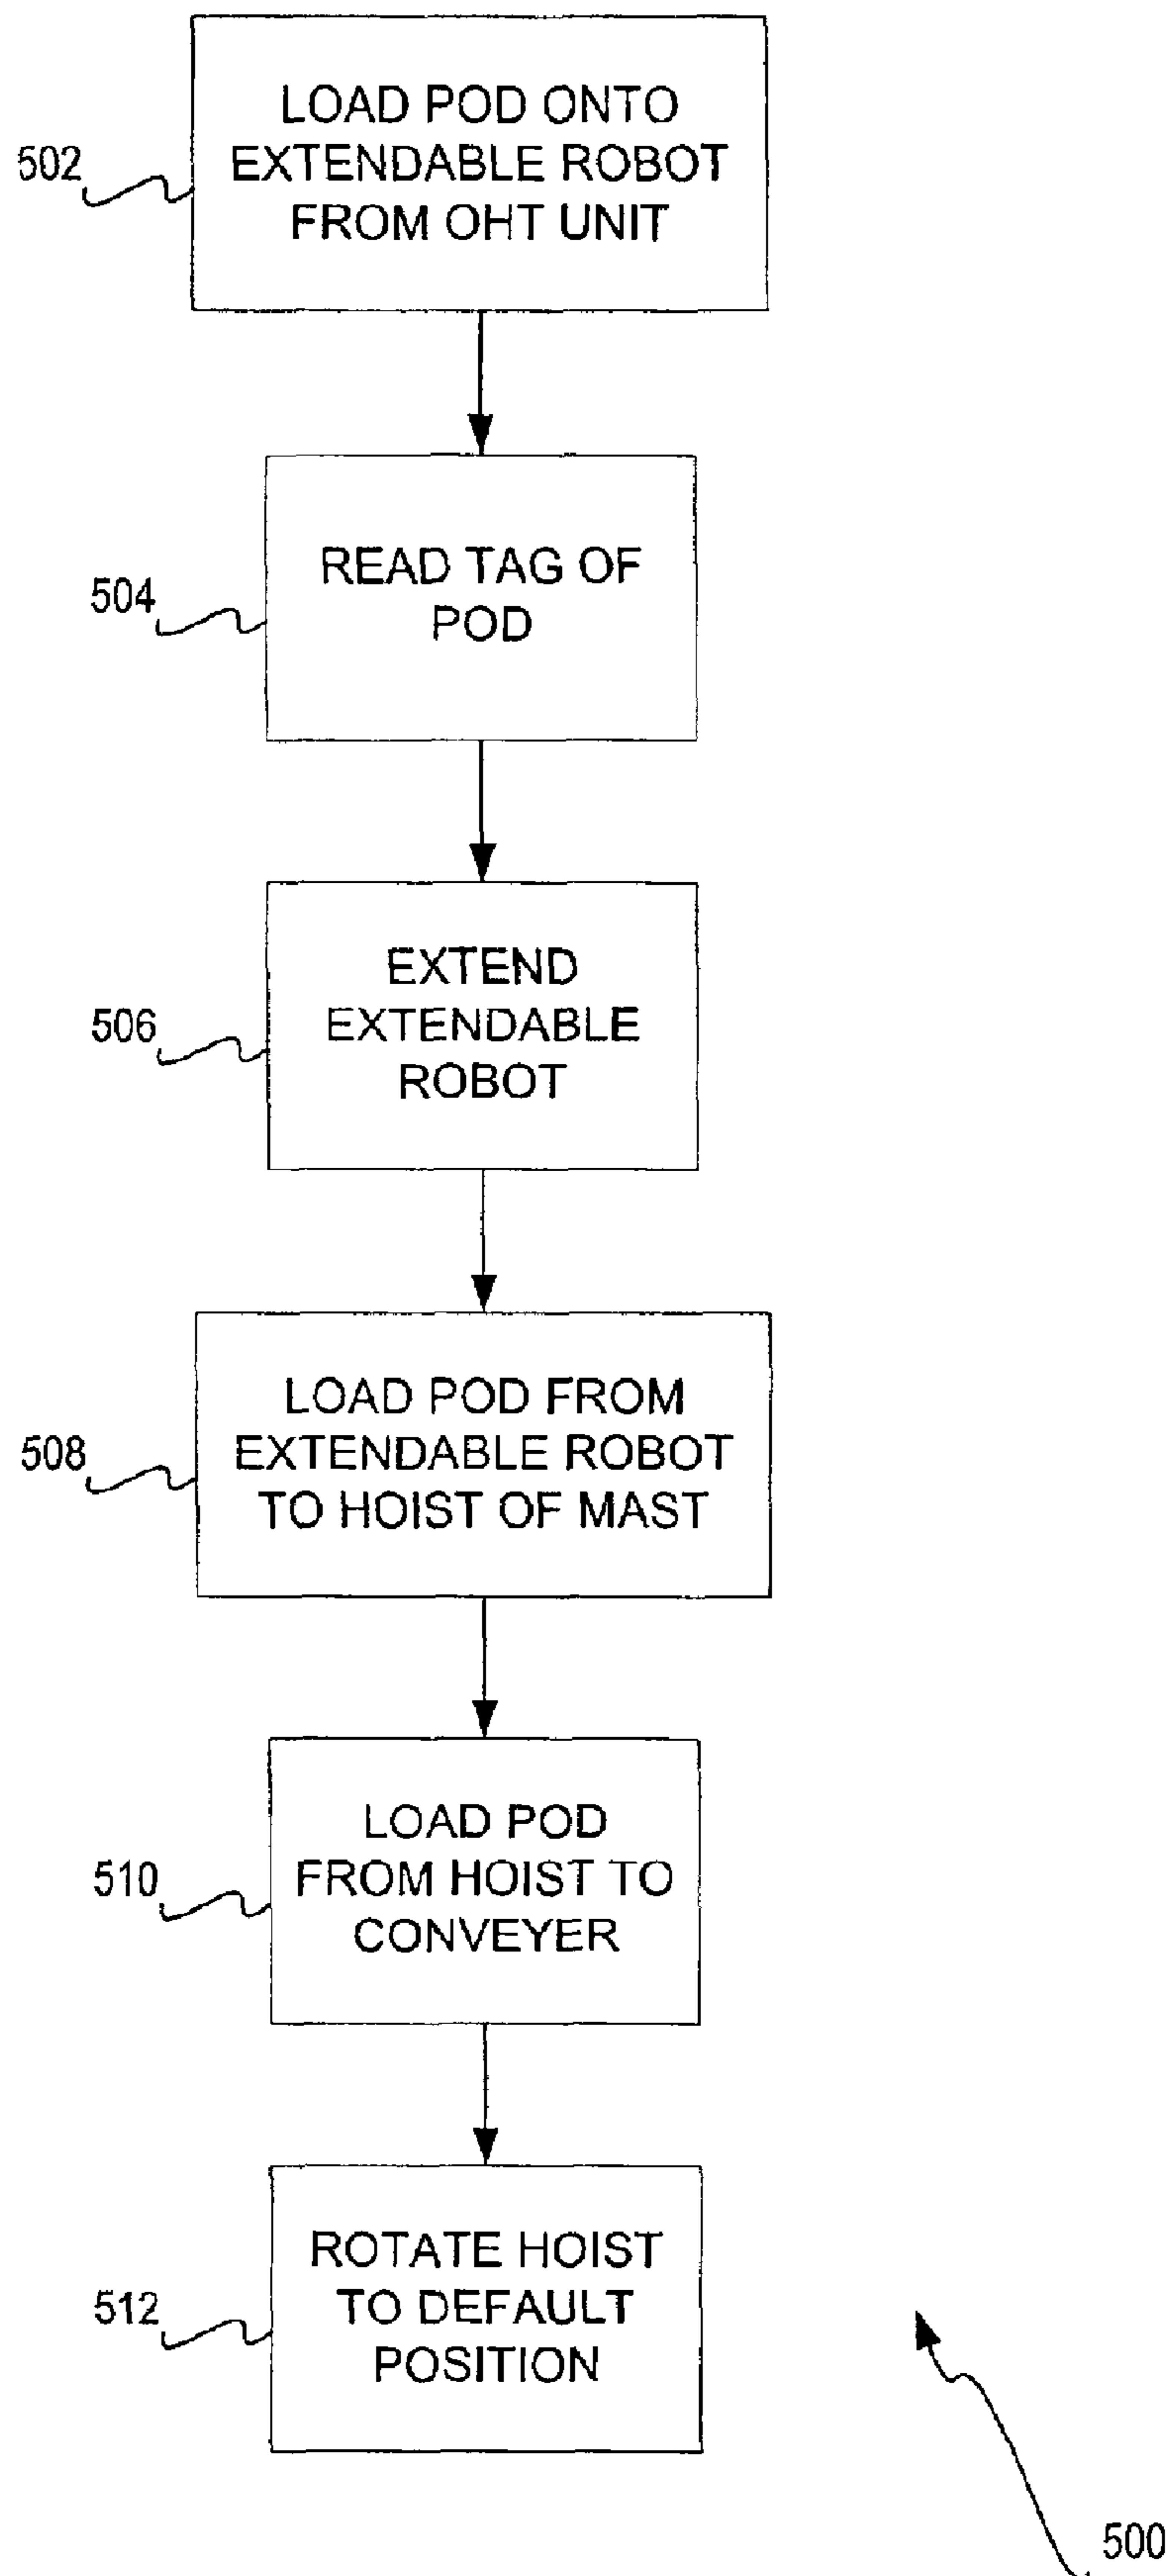 LOAD POD ONTO
EXTENDABLE ROBOT
FROM OHT UNIT
502
READ TAG OF
POD
504
EXTEND
EXTENDABLE
ROBOT
506
LOAD POD FROM
EXTENDABLE ROBOT
TO HOIST OF MAST
508
LOAD POD
FROM HOIST TO
CONVEYER
510
ROTATE HOIST
TO DEFAULT
POSITION
512
500